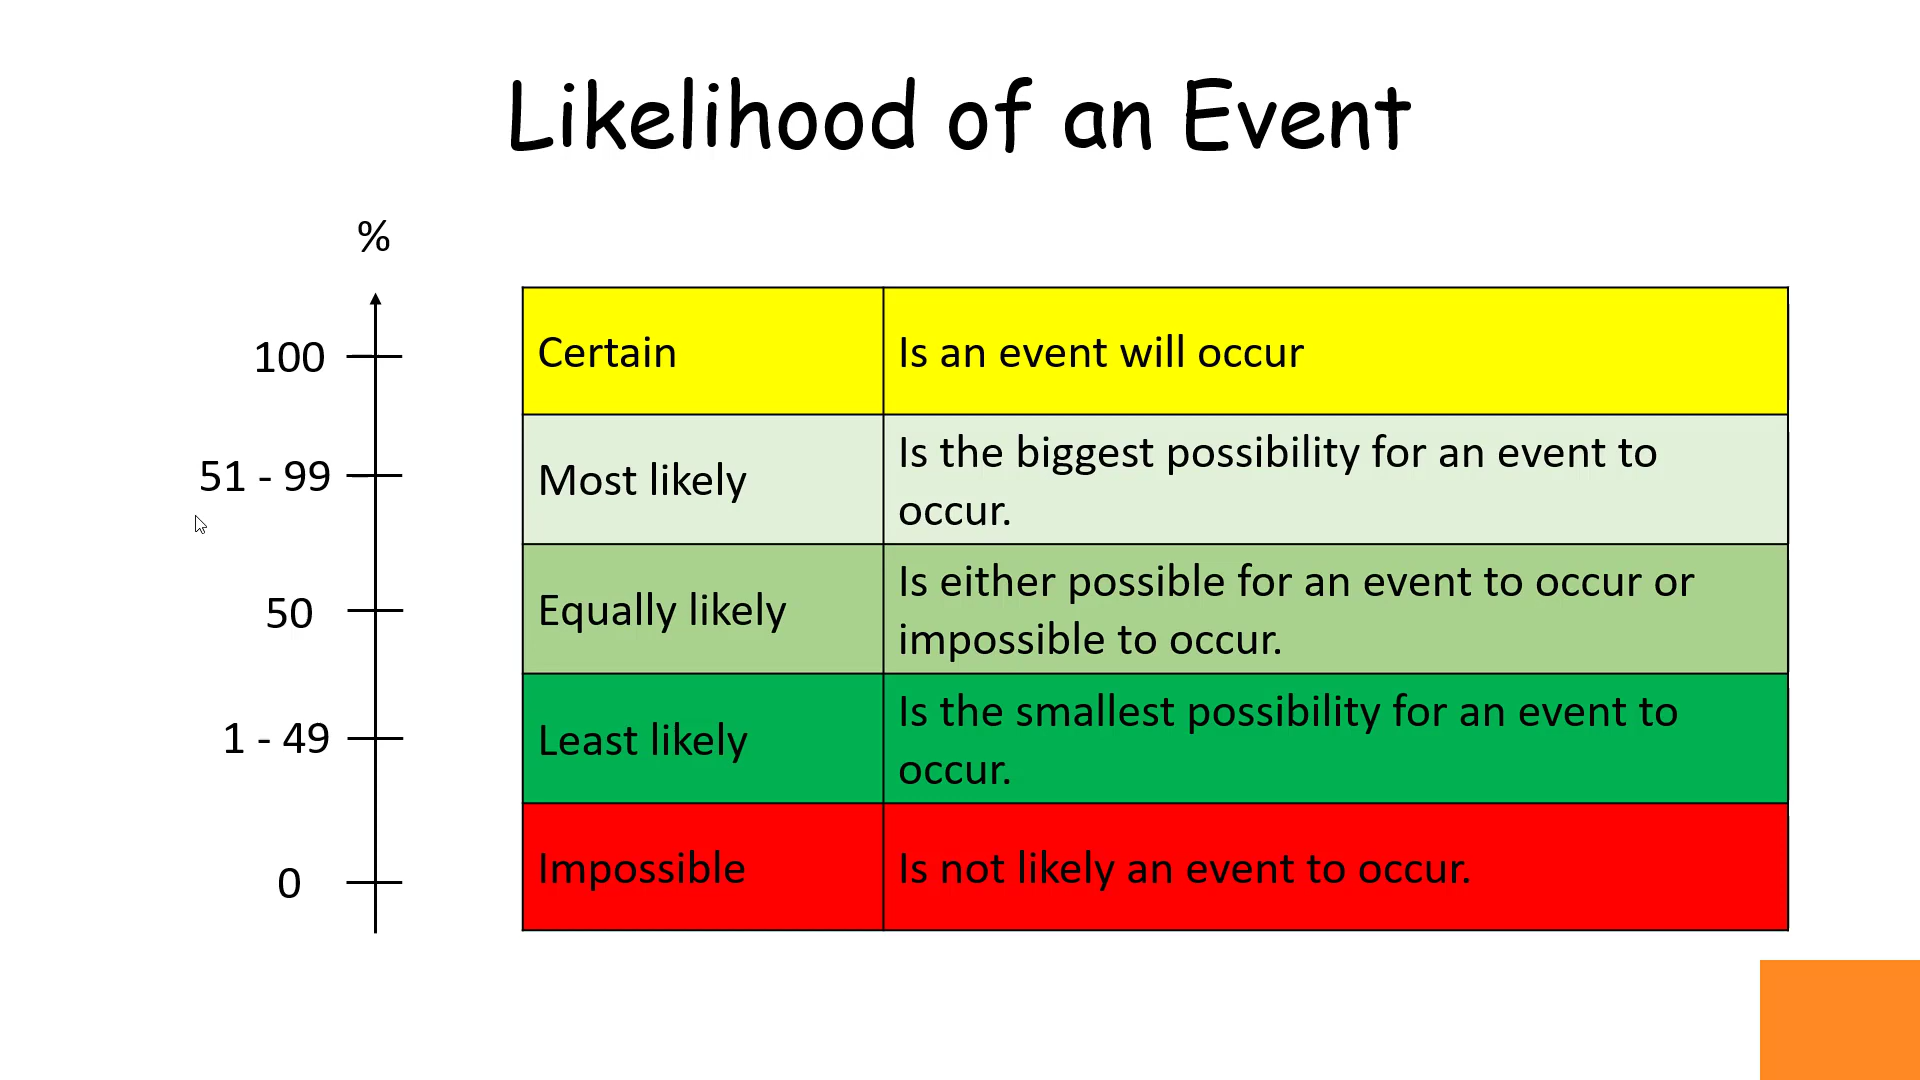 Likelihood of an Event
%
100
Certain
Is an event will occur
51 - 99
Most likely
Is the biggest possibility for an event to
occur.
50
Equally likely
Is either possible for an event to occur or
impossible to occur.
1 - 49
Least likely
Is the smallest possibility for an event to
occur.
0
Impossible
Is not likely an event to occur.